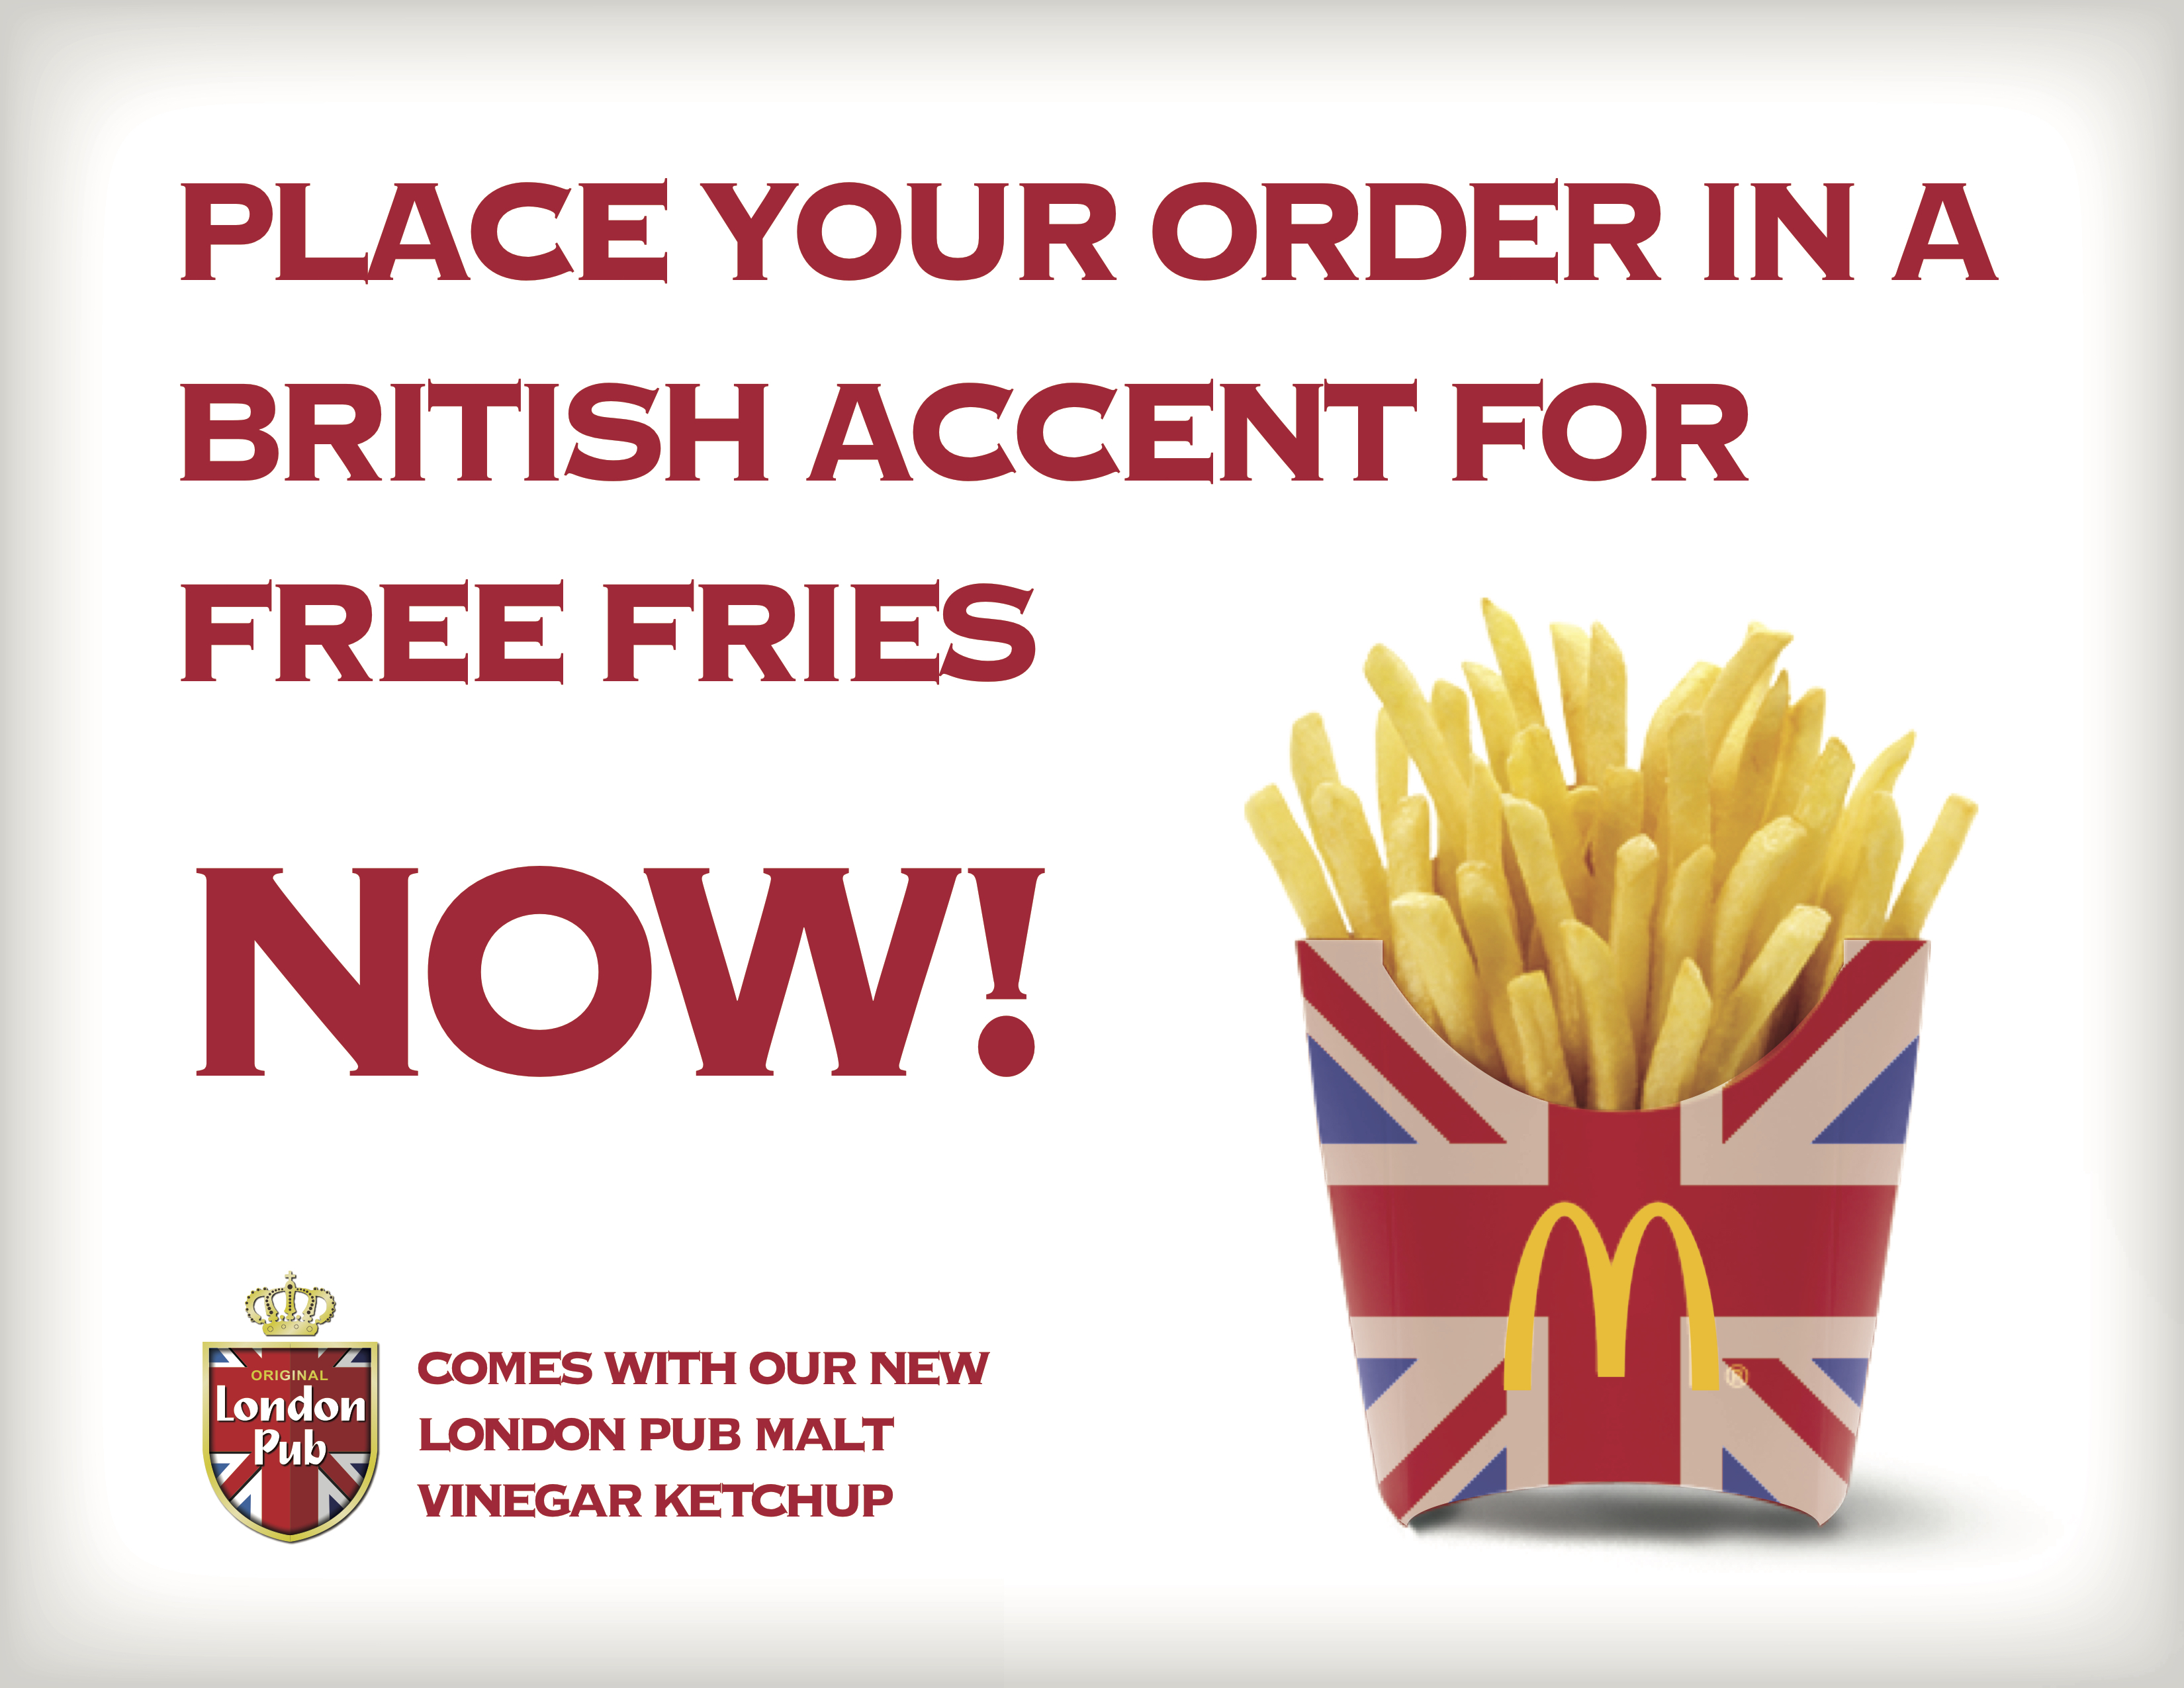 PLACE YOUR ORDER IN A
BRITISH ACCENT FOR
FREE FRIES
NOW!
ORIGINAL
London
Pub
COMES WITH OUR NEW
LONDON PUB MALT
VINEGAR KETCHUP
M
®